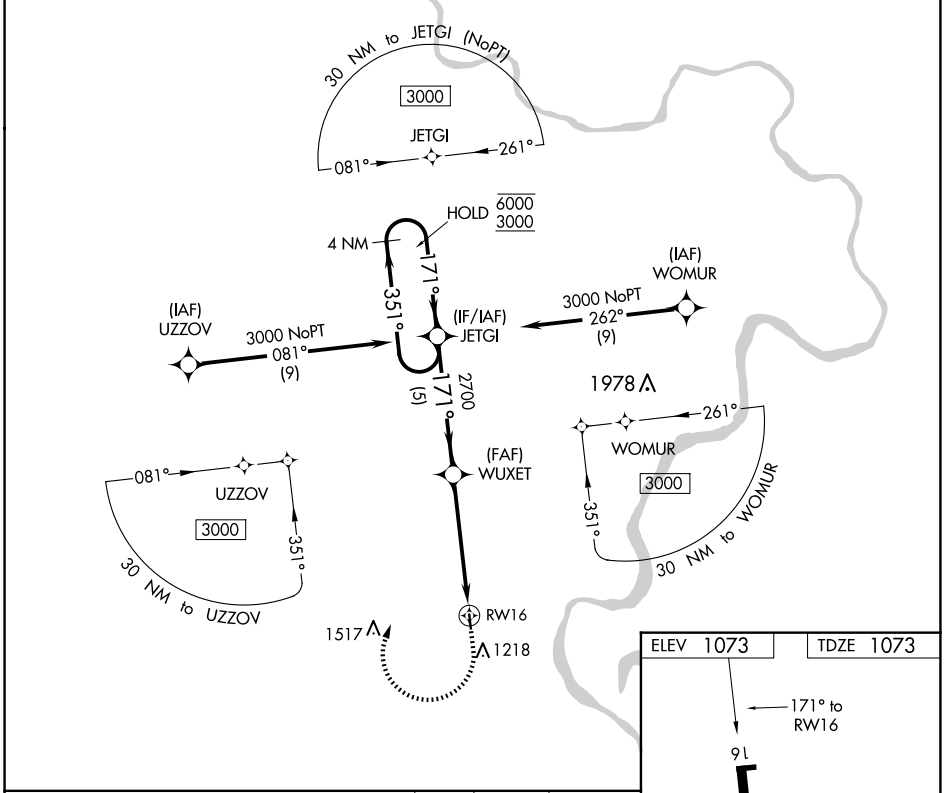 30 NM to JETGI (NoPT)
3000
JETGI
081°
261°
HOLD 6000
3000
4 NM
171°
351°
(IAF)
UZZOV
3000 NoPT
081°
(9)
(IF/IAF)
JETGI
(IAF)
WOMUR
3000 NoPT
262°
(9)
2700
171°
(5)
1978
(FAF)
WUXET
081°
UZZOV
3000
351°
30 NM to UZZOV
261°
WOMUR
3000
351°
30 NM to WOMUR
RW16
1517
1218
ELEV 1073
TDZE 1073
171° to
RW16
16